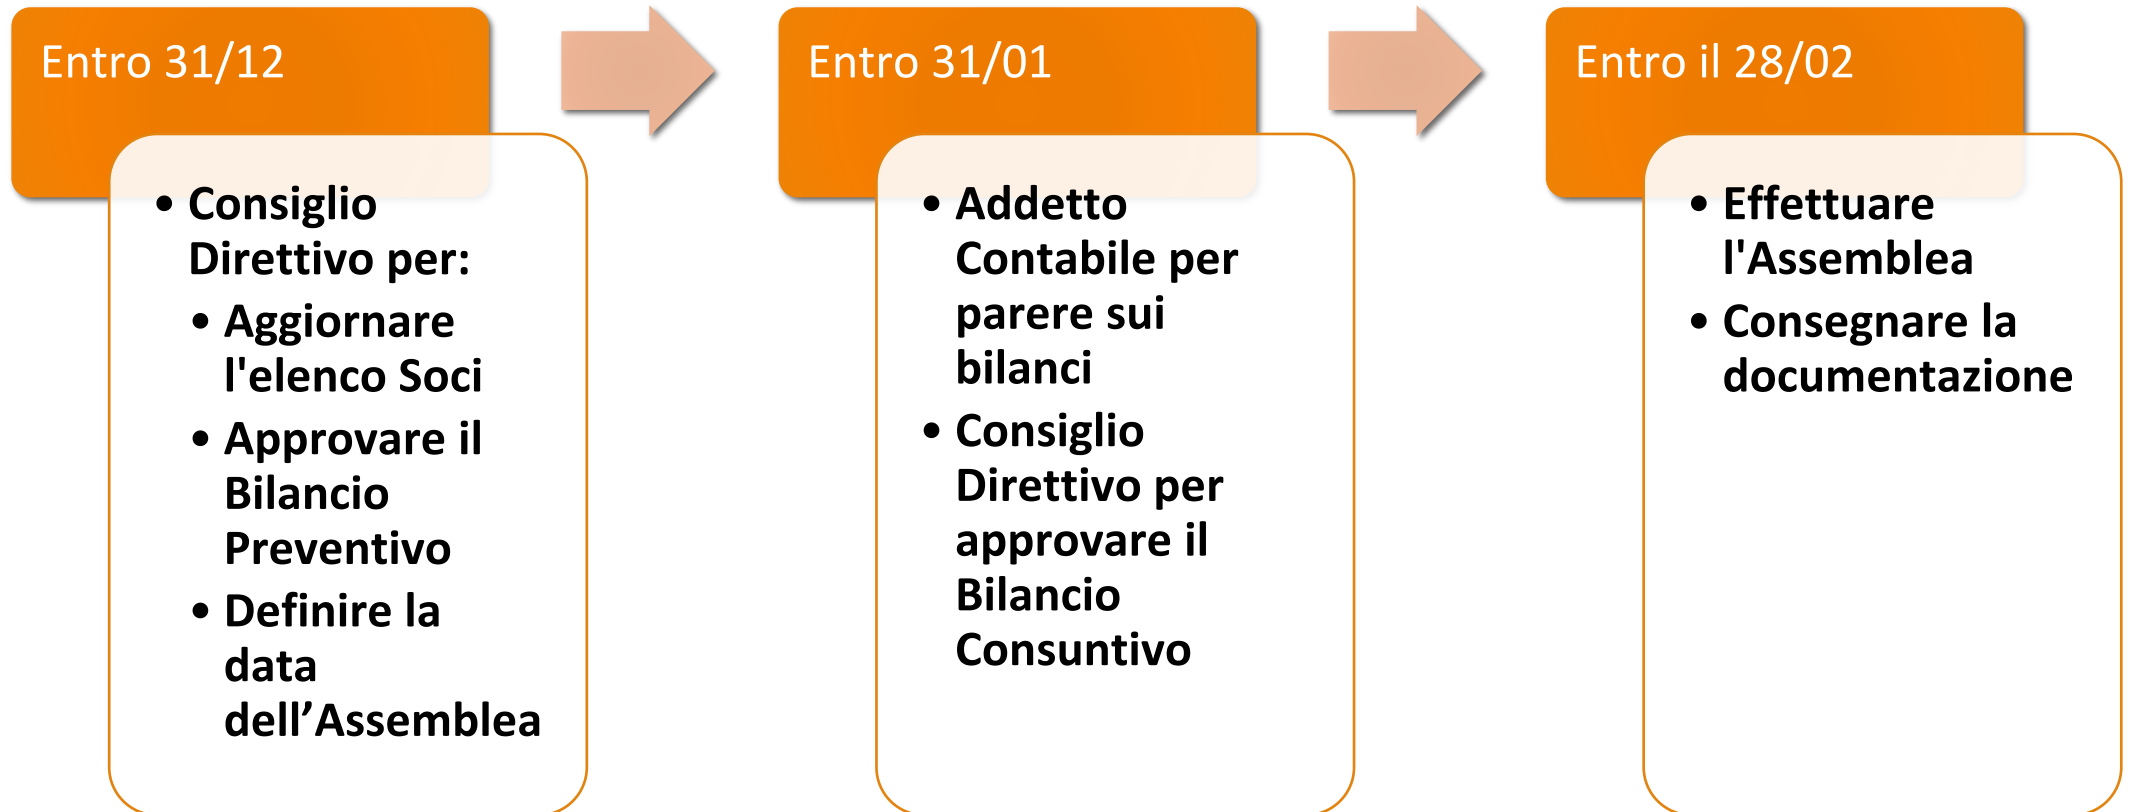 Entro 31/12
• Consiglio
Direttivo per:
• Aggiornare
l'elenco Soci
• Approvare il
Bilancio
Preventivo
• Definire la
data
dell’Assemblea
Entro 31/01
• Addetto
Contabile per
parere sui
bilanci
• Consiglio
Direttivo per
approvare il
Bilancio
Consuntivo
Entro il 28/02
• Effettuare
l'Assemblea
• Consegnare la
documentazione